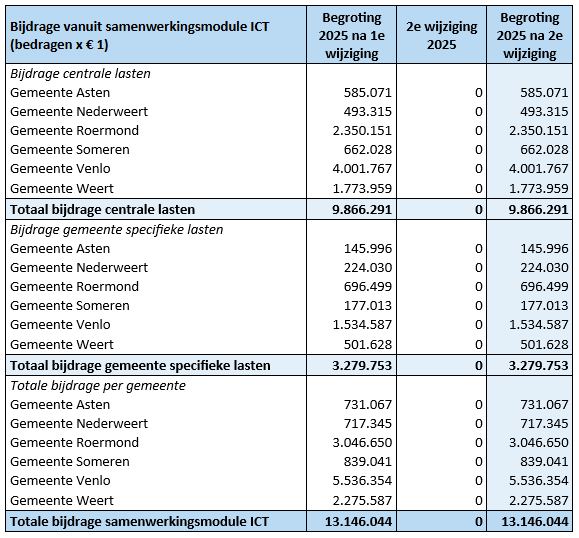 Bijdrage vanuit samenwerkingsmodule ICT (bedragen x € 1) | Begroting 2025 na 1e wijziging | 2e wijziging 2025 | Begroting 2025 na 2e wijziging
Bijdrage centrale lasten
Gemeente Asten 585.071 0 585.071
Gemeente Nederweert 493.315 0 493.315
Gemeente Roermond 2.350.151 0 2.350.151
Gemeente Someren 662.028 0 662.028
Gemeente Venlo 4.001.767 0 4.001.767
Gemeente Weert 1.773.959 0 1.773.959
Totaal bijdrage centrale lasten 9.866.291 0 9.866.291
Bijdrage gemeente specifieke lasten
Gemeente Asten 145.996 0 145.996
Gemeente Nederweert 224.030 0 224.030
Gemeente Roermond 696.499 0 696.499
Gemeente Someren 177.013 0 177.013
Gemeente Venlo 1.534.587 0 1.534.587
Gemeente Weert 501.628 0 501.628
Totaal bijdrage gemeente specifieke lasten 3.279.753 0 3.279.753
Totale bijdrage per gemeente
Gemeente Asten 731.067 0 731.067
Gemeente Nederweert 717.345 0 717.345
Gemeente Roermond 3.046.650 0 3.046.650
Gemeente Someren 839.041 0 839.041
Gemeente Venlo 5.536.354 0 5.536.354
Gemeente Weert 2.275.587 0 2.275.587
Totale bijdrage samenwerkingsmodule ICT 13.146.044 0 13.146.044